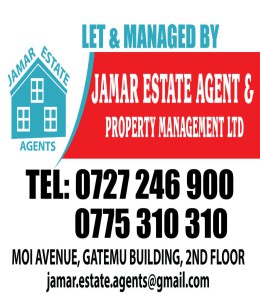 LET & MANAGED BY
JAMAR ESTATE
AGENTS
JAMAR ESTATE AGENT &
PROPERTY MANAGEMENT LTD
TEL: 0727 246 900
0775 310 310
MOI AVENUE, GATEMU BUILDING, 2ND FLOOR
jamar.estate.agents@gmail.com